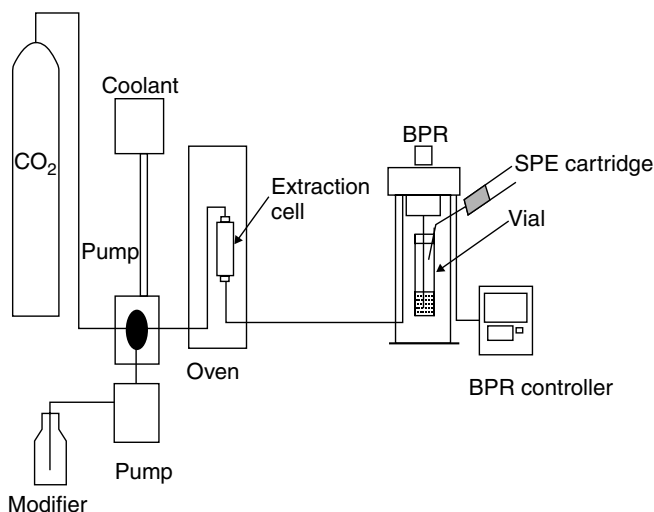 Coolant
CO₂
BPR
SPE cartridge
Extraction
cell
Vial
Pump
Oven
BPR controller
Pump
Modifier